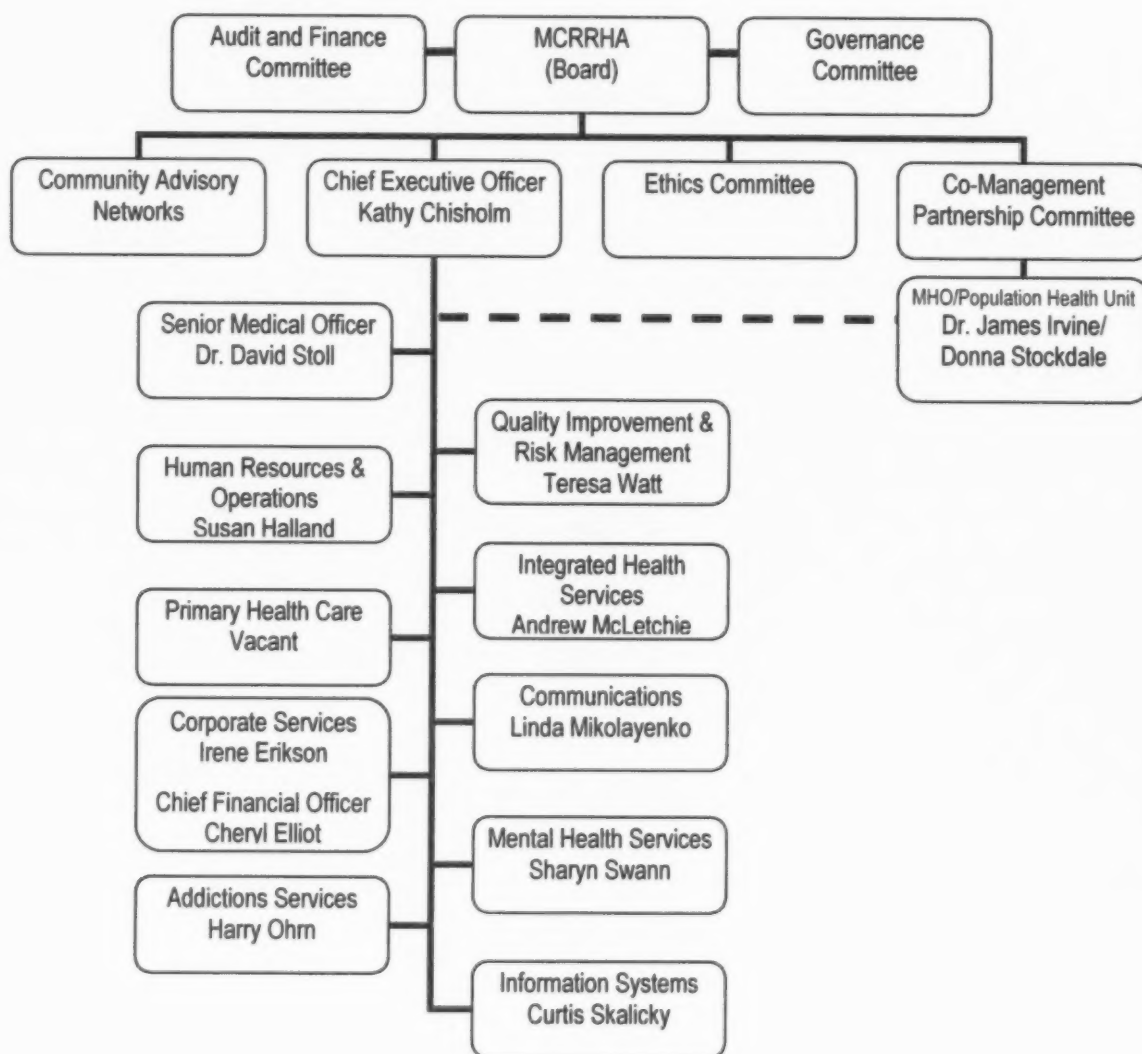 Audit and Finance
Committee
MCRRHA
(Board)
Governance
Committee
Community Advisory
Networks
Chief Executive Officer
Kathy Chisholm
Ethics Committee
Co-Management
Partnership Committee
MHO/Population Health Unit
Dr. James Irvine/
Donna Stockdale
Senior Medical Officer
Dr. David Stoll
Quality Improvement &
Risk Management
Teresa Watt
Human Resources &
Operations
Susan Halland
Integrated Health
Services
Andrew McLetchie
Primary Health Care
Vacant
Communications
Linda Mikolayenko
Corporate Services
Irene Erikson
Chief Financial Officer
Cheryl Elliot
Mental Health Services
Sharyn Swann
Addictions Services
Harry Ohrn
Information Systems
Curtis Skalicky